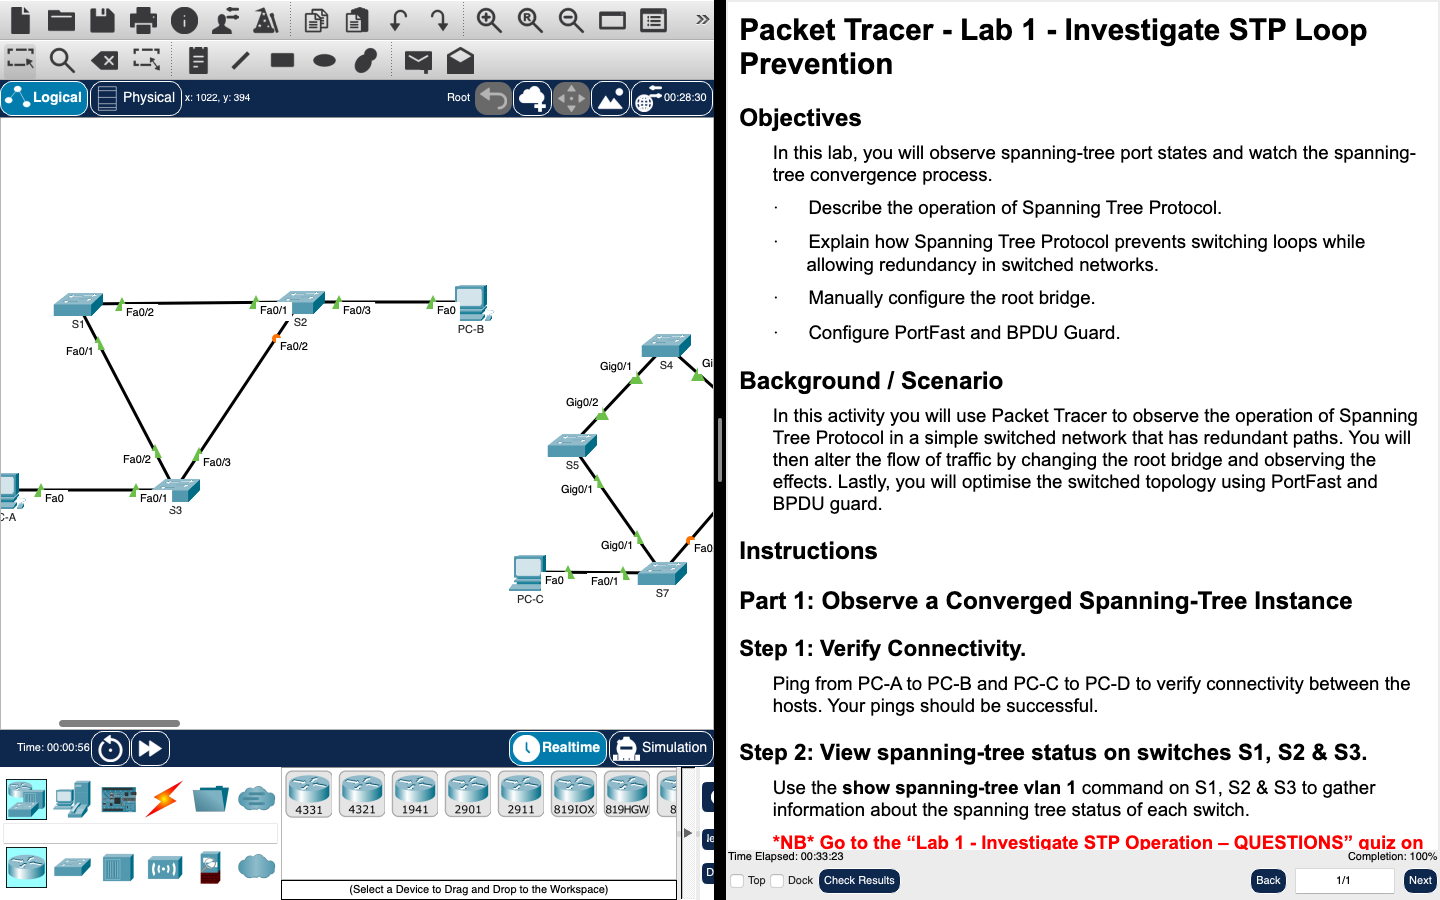 Logical
Physical
x: 1022, y: 394
Root
00:28:30
S1
Fa0/2
Fa0/1
Fa0/1
S2
Fa0/3
Fa0
PC-B
Fa0/2
Fa0/2
Fa0/3
Fa0
Fa0/1
S3
C-A
S4
Gig0/1
Gi
Gig0/2
S5
Gig0/1
Gig0/1
Fa0
Fa0
Fa0/1
S7
PC-C
Time: 00:00:56
Realtime
Simulation
4331
4321
1941
2901
2911
819IOX
819HGW
8
(Select a Device to Drag and Drop to the Workspace)
Packet Tracer - Lab 1 - Investigate STP Loop
Prevention
Objectives
In this lab, you will observe spanning-tree port states and watch the spanning-
tree convergence process.
· Describe the operation of Spanning Tree Protocol.
· Explain how Spanning Tree Protocol prevents switching loops while
allowing redundancy in switched networks.
· Manually configure the root bridge.
· Configure PortFast and BPDU Guard.
Background / Scenario
In this activity you will use Packet Tracer to observe the operation of Spanning
Tree Protocol in a simple switched network that has redundant paths. You will
then alter the flow of traffic by changing the root bridge and observing the
effects. Lastly, you will optimise the switched topology using PortFast and
BPDU guard.
Instructions
Part 1: Observe a Converged Spanning-Tree Instance
Step 1: Verify Connectivity.
Ping from PC-A to PC-B and PC-C to PC-D to verify connectivity between the
hosts. Your pings should be successful.
Step 2: View spanning-tree status on switches S1, S2 & S3.
Use the show spanning-tree vlan 1 command on S1, S2 & S3 to gather
information about the spanning tree status of each switch.
*NB* Go to the “Lab 1 - Investigate STP Operation – QUESTIONS” quiz on
Time Elapsed: 00:33:23
Completion: 100%
Top
Dock
Check Results
Back
1/1
Next